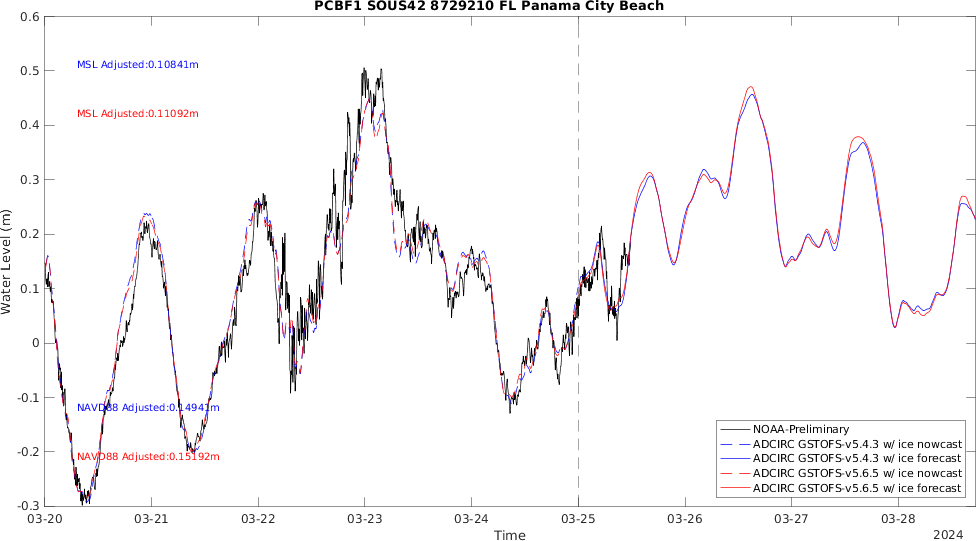 PCBF1 SOUS42 8729210 FL Panama City Beach
0.6
0.5
0.4
0.3
0.2
0.1
0
-0.1
-0.2
-0.3
Water Level (m)
MSL Adjusted:0.10841m
MSL Adjusted:0.11092m
NAVD88 Adjusted:0.14941m
NAVD88 Adjusted:0.15192m
NOAA-Preliminary
ADCIRC GSTOFS-v5.4.3 w/ ice nowcast
ADCIRC GSTOFS-v5.4.3 w/ ice forecast
ADCIRC GSTOFS-v5.6.5 w/ ice nowcast
ADCIRC GSTOFS-v5.6.5 w/ ice forecast
03-20 03-21 03-22 03-23 03-24 03-25 03-26 03-27 03-28
Time
2024